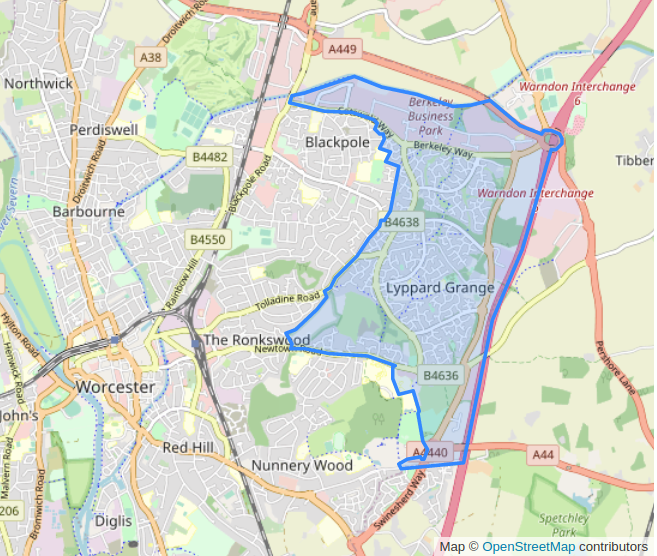 A449
A38
Droitwich Road
Northwick
Warndon Interchange
6
Berkeley
Business
Park
Cotswold Way
Perdiswell
Blackpole
Berkeley Way
B4482
Tibber
Droitwich Road
Blackpole Road
Warndon Interchange
Barbourne
B4638
B4550
Rainbow Hill
Lyppard Grange
Tolladine Road
Hylton Road
The Ronkswood
Newtown Road
Henwick Road
Pershore Lane
B4636
Worcester
John's
Red Hill
A4440
A44
Nunnery Wood
Malvern Road
Bromwich Road
Swinesherd Way
206
Diglis
Spetchley
Park
Map © OpenStreetMap contributors